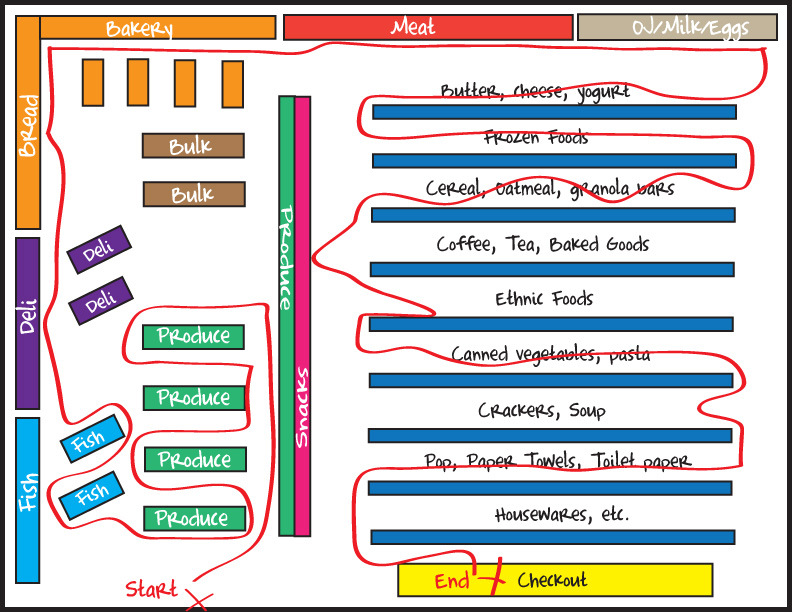 Bakery
Meat
OJ/Milk/Eggs
Bread
Butter, cheese, yogurt
Bulk
Frozen Foods
Bulk
Cereal, Oatmeal, granola bars
Produce
Deli
Coffee, Tea, Baked Goods
Deli
Deli
Ethnic Foods
Produce
Canned vegetables, pasta
Produce
Snacks
Crackers, Soup
Fish
Produce
Pop, Paper Towels, Toilet paper
Fish
Fish
Produce
Housewares, etc.
Start
End
Checkout